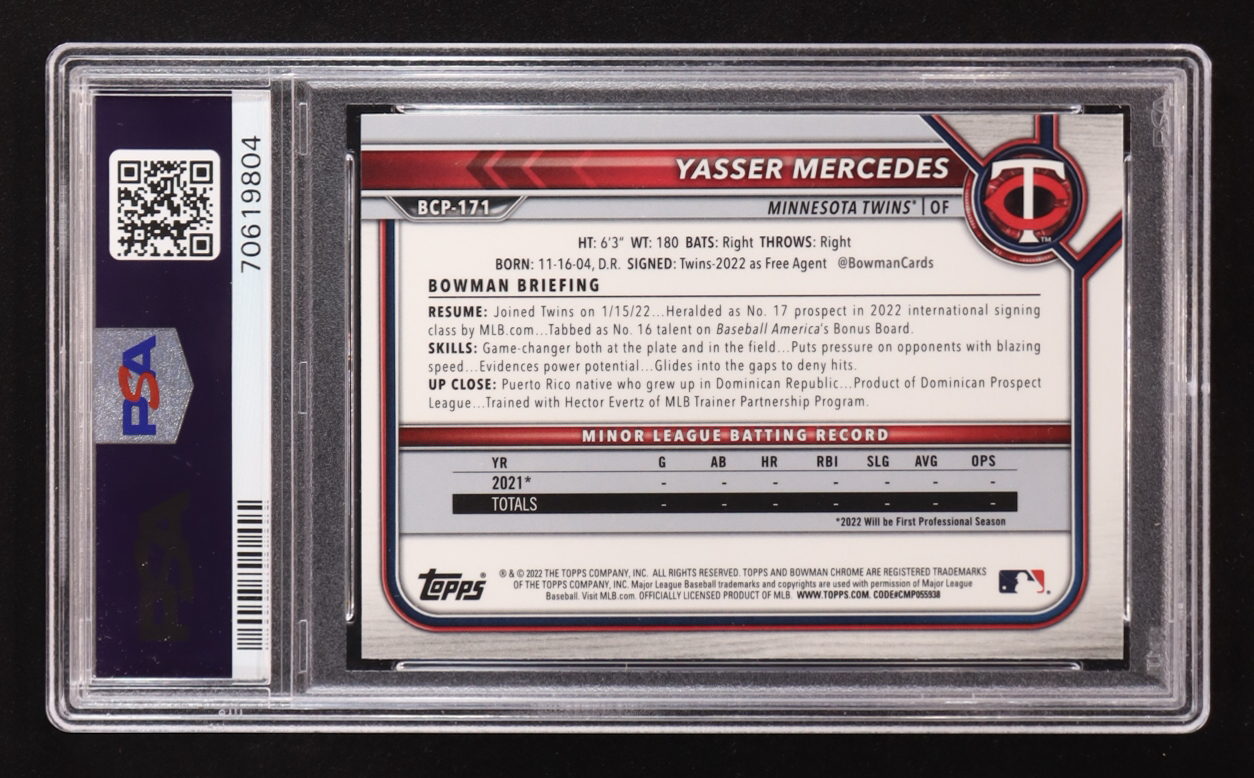 70619804
PSA
PSA
YASSER MERCEDES
BCP-171
MINNESOTA TWINS® | OF
TC
™
HT: 6'3" WT: 180 BATS: Right THROWS: Right
BORN: 11-16-04, D.R. SIGNED: Twins-2022 as Free Agent @BowmanCards
BOWMAN BRIEFING
RESUME: Joined Twins on 1/15/22...Heralded as No. 17 prospect in 2022 international signing
class by MLB.com...Tabbed as No. 16 talent on Baseball America's Bonus Board.
SKILLS: Game-changer both at the plate and in the field...Puts pressure on opponents with blazing
speed...Evidences power potential...Glides into the gaps to deny hits.
UP CLOSE: Puerto Rico native who grew up in Dominican Republic...Product of Dominican Prospect
League...Trained with Hector Evertz of MLB Trainer Partnership Program.
MINOR LEAGUE BATTING RECORD
YR G AB HR RBI SLG AVG OPS
2021* - - - - - - -
TOTALS - - - - - - -
*2022 Will be First Professional Season
topps®
® & © 2022 THE TOPPS COMPANY, INC. ALL RIGHTS RESERVED. TOPPS AND BOWMAN CHROME ARE REGISTERED TRADEMARKS
OF THE TOPPS COMPANY, INC. Major League Baseball trademarks and copyrights are used with permission of Major League
Baseball. Visit MLB.com. OFFICIALLY LICENSED PRODUCT OF MLB. WWW.TOPPS.COM. CODE#CMP055938